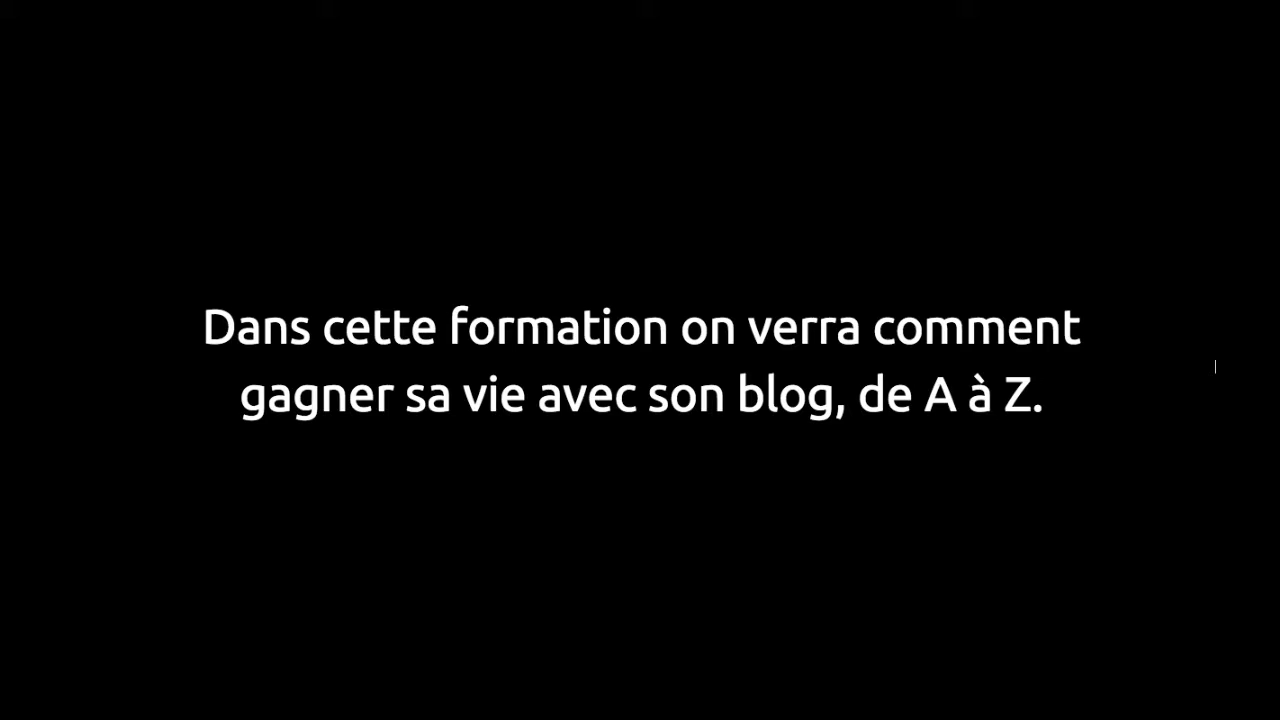 Dans cette formation on verra comment
gagner sa vie avec son blog, de A à Z.